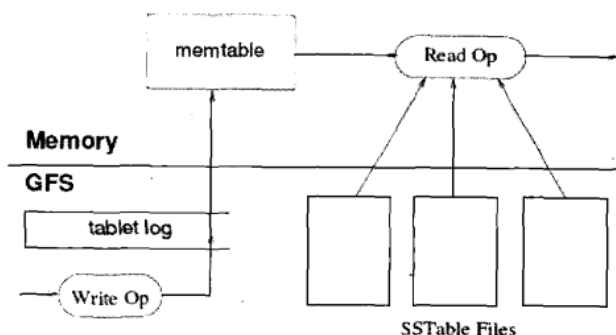 memtable
Read Op
Memory
GFS
tablet log
Write Op
SSTable Files